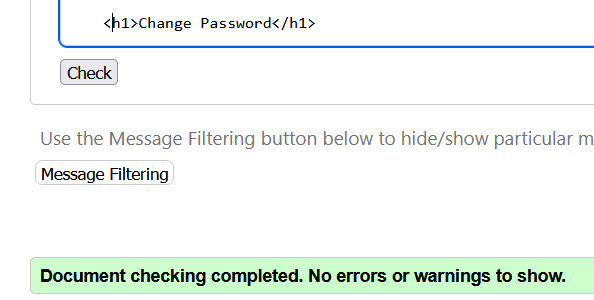 <h1>Change Password</h1>
Check
Use the Message Filtering button below to hide/show particular
Message Filtering
Document checking completed. No errors or warnings to show.